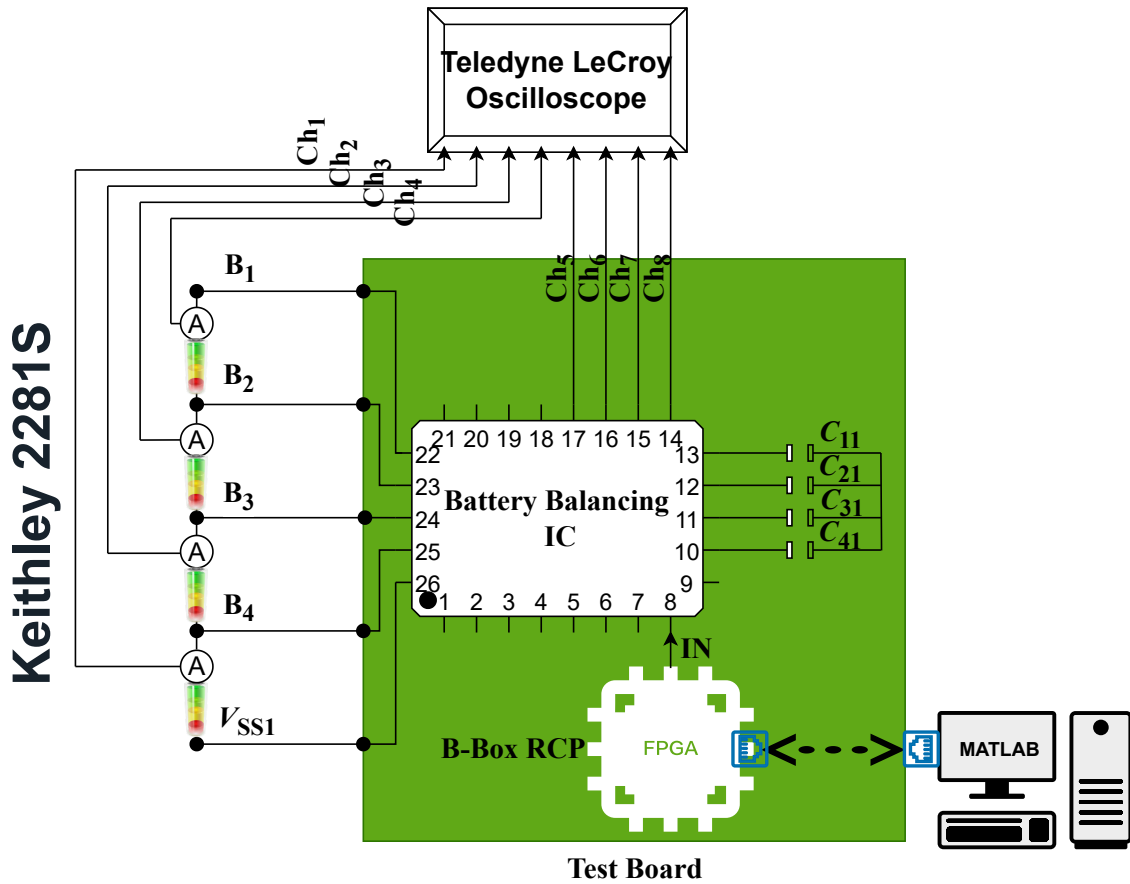 Teledyne LeCroy
Oscilloscope
Ch1
Ch2
Ch3
Ch4
Ch5
Ch6
Ch7
Ch8
Keithley 2281S
B1
A
B2
A
B3
A
B4
A
VSS1
21 20 19 18 17 16 15 14
22
23
24
25
26
13
12
11
10
9
Battery Balancing
IC
1 2 3 4 5 6 7 8
C11
C21
C31
C41
IN
B-Box RCP
FPGA
MATLAB
Test Board